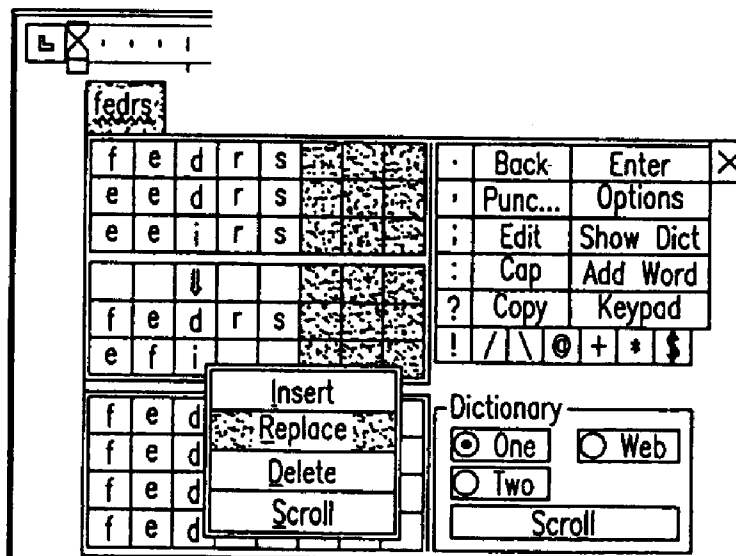 fedrs
f e d r s
e e d r s
e e i r s
⇓
f e d r s
e f i
f e d
f e d
f e d
f e d
Insert
Replace
Delete
Scroll
. Back Enter X
, Punc... Options
; Edit Show Dict
: Cap Add Word
? Copy Keypad
! / \ @ + * $
Dictionary
One Web
Two
Scroll